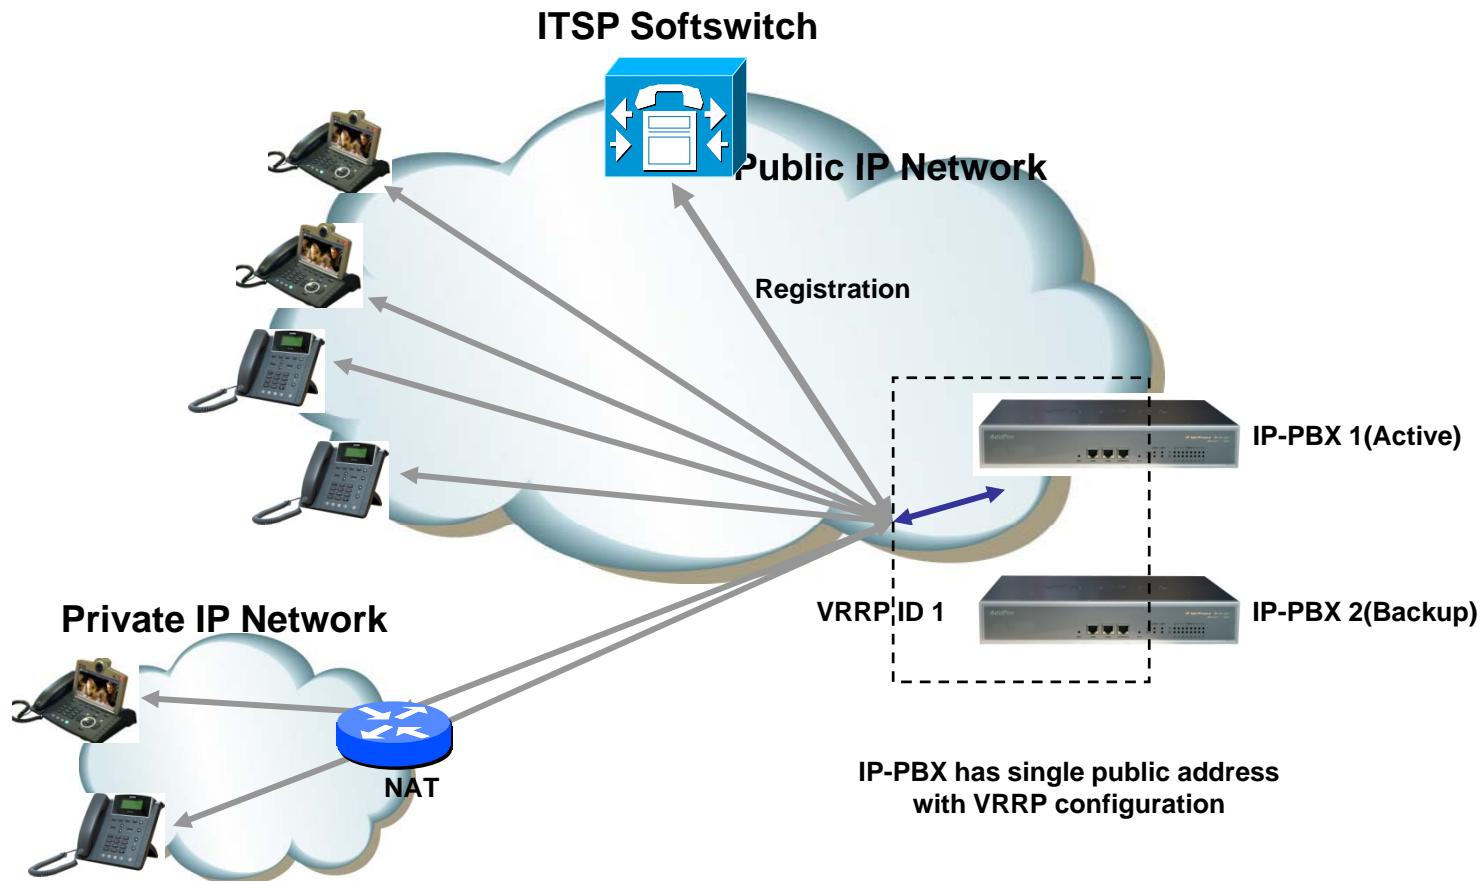 ITSP Softswitch
Public IP Network
Registration
IP-PBX 1(Active)
VRRP ID 1
IP-PBX 2(Backup)
Private IP Network
NAT
IP-PBX has single public address
with VRRP configuration